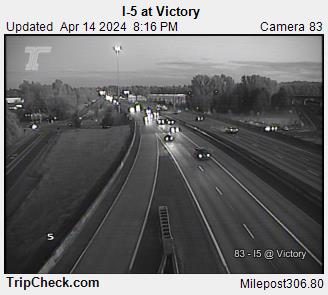 I-5 at Victory
Updated Apr 14 2024 8:16 PM Camera 83
T
S
83 - I5 @ Victory
TripCheck.com Milepost306.80